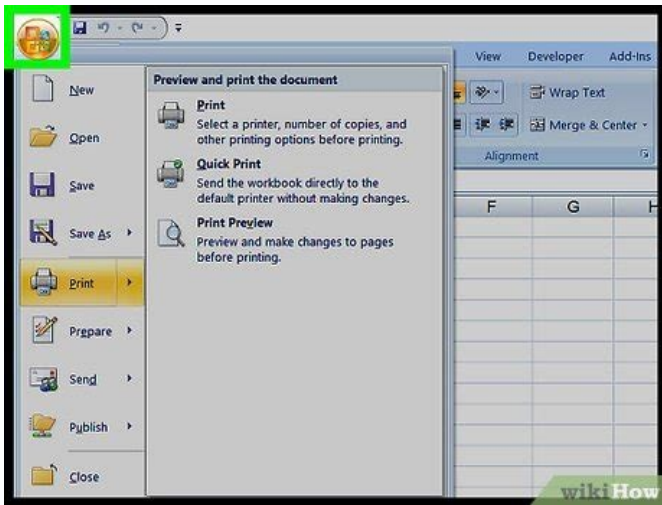 View Developer Add-Ins
New
Open
Save
Save As
Print
Prepare
Send
Publish
Close
Preview and print the document
Print
Select a printer, number of copies, and
other printing options before printing.
Quick Print
Send the workbook directly to the
default printer without making changes.
Print Preview
Preview and make changes to pages
before printing.
Wrap Text
Merge & Center
Alignment
F G H
wikiHow